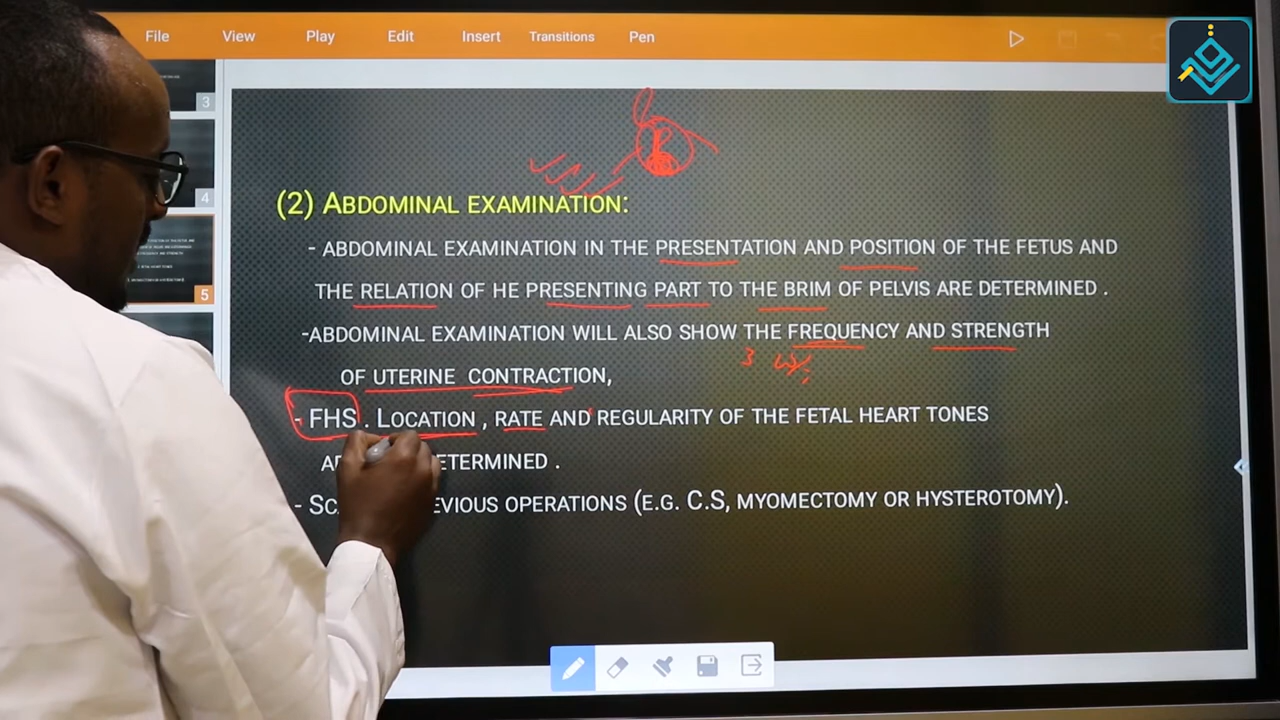 File View Play Edit Insert Transitions Pen
3
4
5
(2) ABDOMINAL EXAMINATION:
- ABDOMINAL EXAMINATION IN THE PRESENTATION AND POSITION OF THE FETUS AND
THE RELATION OF HE PRESENTING PART TO THE BRIM OF PELVIS ARE DETERMINED .
-ABDOMINAL EXAMINATION WILL ALSO SHOW THE FREQUENCY AND STRENGTH
OF UTERINE CONTRACTION,
- FHS . LOCATION , RATE AND REGULARITY OF THE FETAL HEART TONES
ETERMINED .
- EVIOUS OPERATIONS (E.G. C.S, MYOMECTOMY OR HYSTEROTOMY).